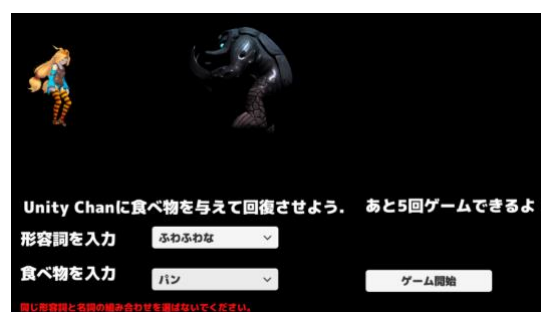 Unity Chanに食べ物を与えて回復させよう. あと5回ゲームできるよ
形容詞を入力 ふわふわな
食べ物を入力 パン ゲーム開始
同じ形容詞と名詞の組み合わせを選ばないでください。